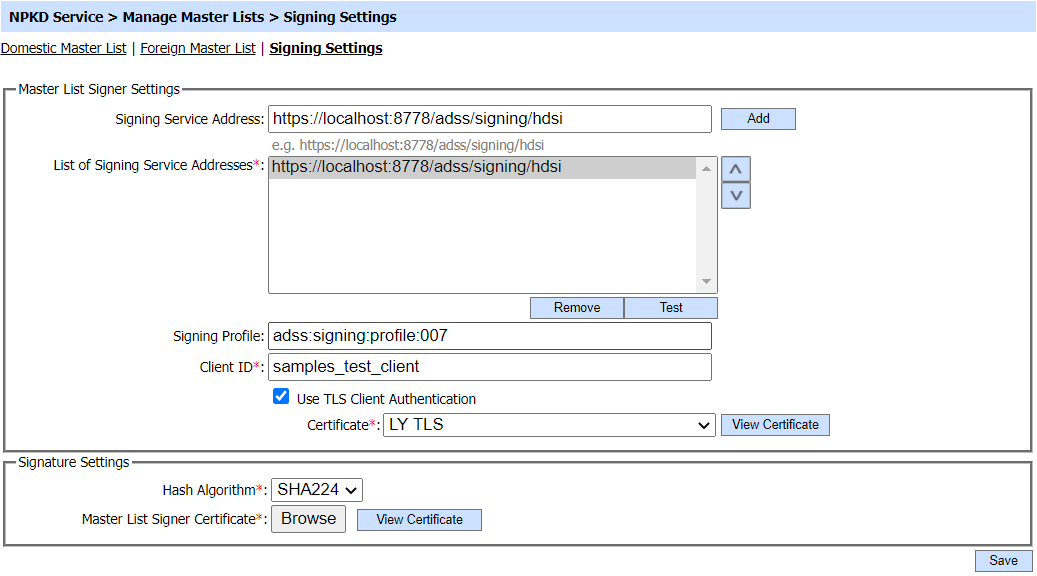 NPKD Service > Manage Master Lists > Signing Settings
Domestic Master List | Foreign Master List | Signing Settings
Master List Signer Settings
Signing Service Address: https://localhost:8778/adss/signing/hdsi Add
e.g. https://localhost:8778/adss/signing/hdsi
List of Signing Service Addresses*: https://localhost:8778/adss/signing/hdsi
Remove Test
Signing Profile: adss:signing:profile:007
Client ID*: samples_test_client
Use TLS Client Authentication
Certificate*: LY TLS View Certificate
Signature Settings
Hash Algorithm*: SHA224
Master List Signer Certificate*: Browse View Certificate
Save